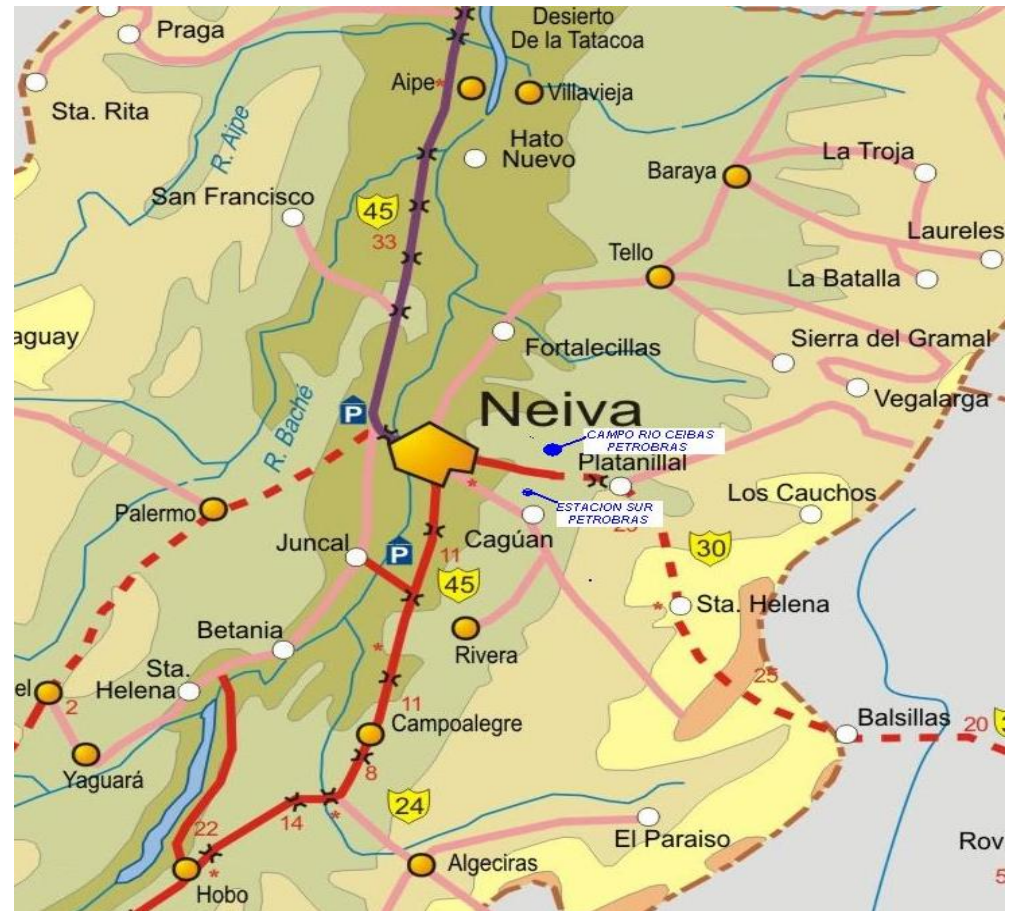 Praga
Desierto
De la Tatacoa
Sta. Rita
Aipe
Villavieja
R. Aipe
Hato
Nuevo
La Troja
Baraya
San Francisco
45
33
Laureles
Tello
La Batalla
aguay
Fortalecillas
Sierra del Gramal
Vegalarga
R. Baché
P
Neiva
CAMPO RIO CEIBAS
PETROBRAS
Platanillal
Los Cauchos
ESTACION SUR
PETROBRAS
Palermo
Juncal
P
11
Cagúan
30
45
Sta. Helena
Betania
Rivera
Sta.
Helena
25
el
2
11
Campoalegre
Balsillas
20
Yaguará
8
24
22
14
El Paraiso
Rov
Algeciras
Hobo
5